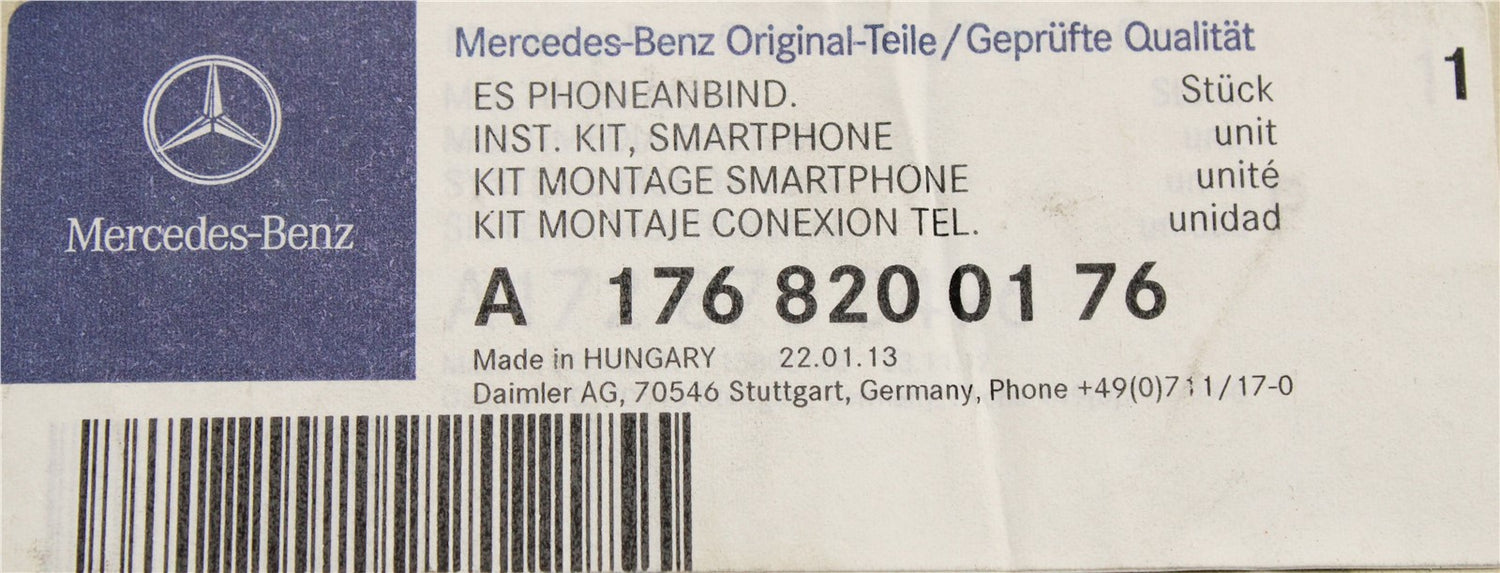 Mercedes-Benz
Mercedes-Benz Original-Teile/Geprüfte Qualität
ES PHONEANBIND. Stück 1
INST. KIT, SMARTPHONE unit
KIT MONTAGE SMARTPHONE unité
KIT MONTAJE CONEXION TEL. unidad
A 176 820 01 76
Made in HUNGARY 22.01.13
Daimler AG, 70546 Stuttgart, Germany, Phone +49(0)711/17-0